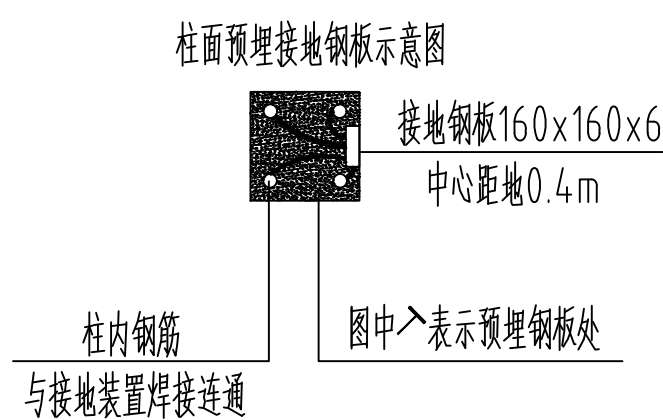 柱面预埋接地钢板示意图
接地钢板160x160x6
中心距地0.4m
柱内钢筋
与接地装置焊接连通
图中 表示预埋钢板处